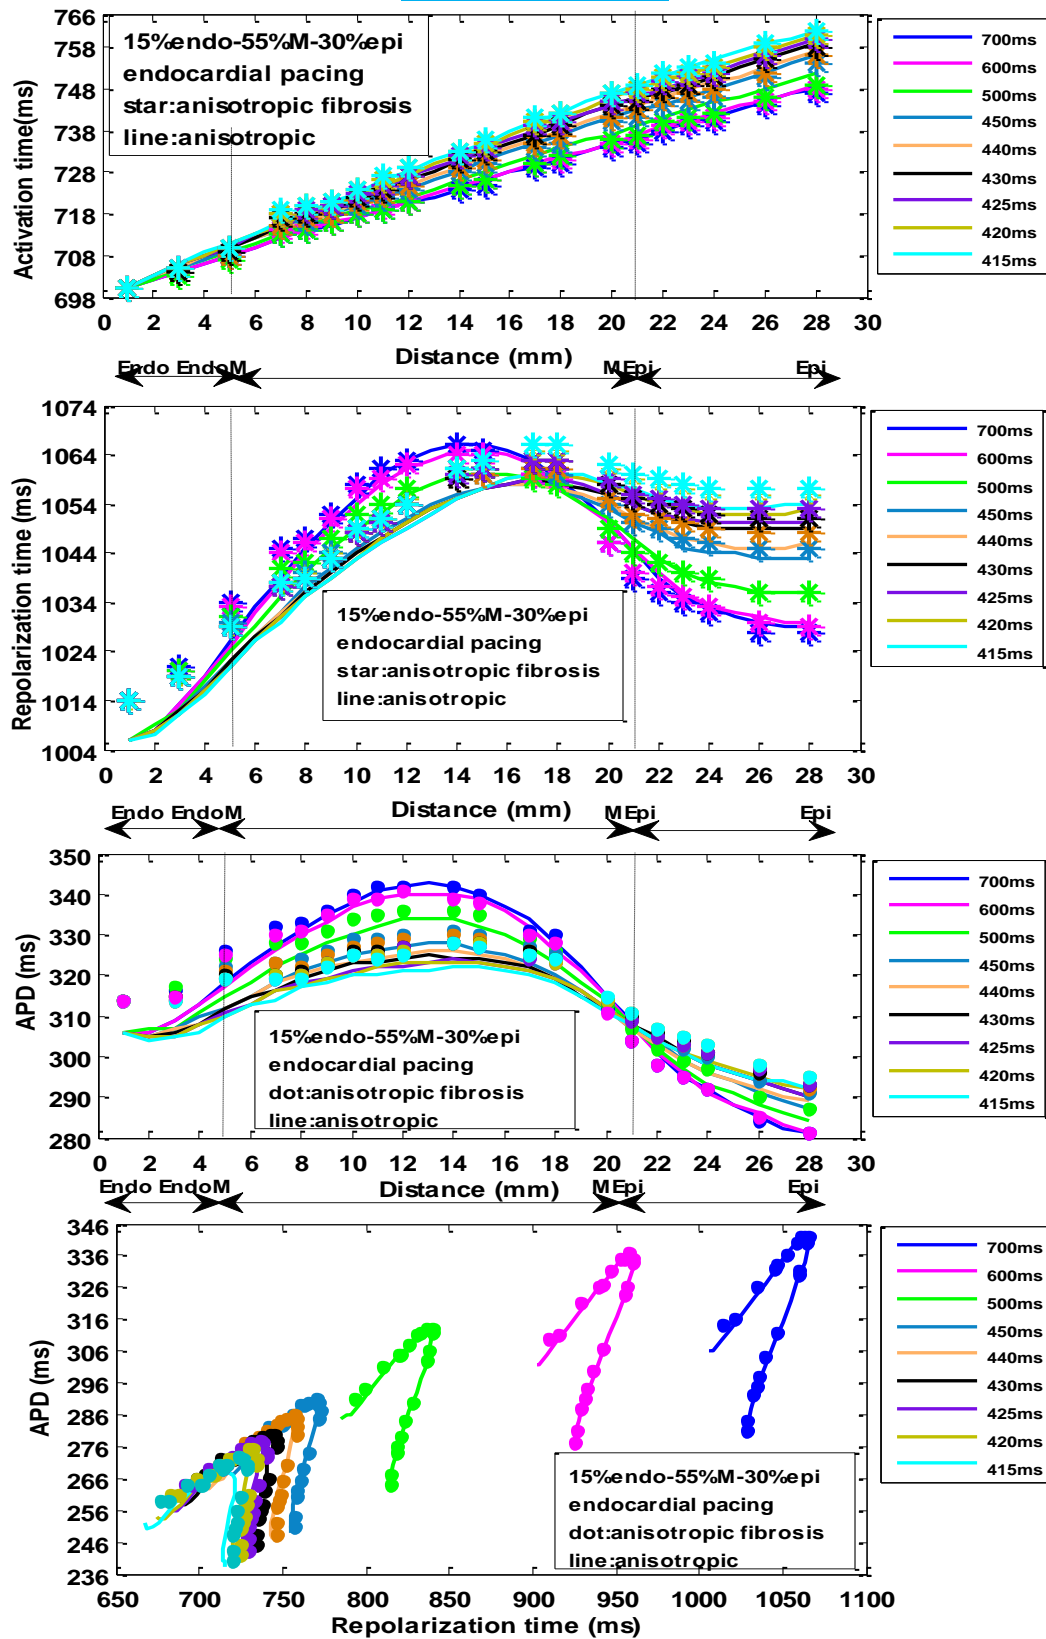 766
758
748
738
728
718
708
698
Activation time(ms)
15%endo-55%M-30%epi
endocardial pacing
star:anisotropic fibrosis
line:anisotropic
0 2 4 6 8 10 12 14 16 18 20 22 24 26 28 30
Distance (mm)
700ms
600ms
500ms
450ms
440ms
430ms
425ms
420ms
415ms
Endo EndoM MEpi Epi
1074
1064
1054
1044
1034
1024
1014
1004
Repolarization time (ms)
15%endo-55%M-30%epi
endocardial pacing
star:anisotropic fibrosis
line:anisotropic
0 2 4 6 8 10 12 14 16 18 20 22 24 26 28 30
Distance (mm)
700ms
600ms
500ms
450ms
440ms
430ms
425ms
420ms
415ms
Endo EndoM MEpi Epi
350
340
330
320
310
300
290
280
APD (ms)
15%endo-55%M-30%epi
endocardial pacing
dot:anisotropic fibrosis
line:anisotropic
0 2 4 6 8 10 12 14 16 18 20 22 24 26 28 30
Distance (mm)
700ms
600ms
500ms
450ms
440ms
430ms
425ms
420ms
415ms
Endo EndoM MEpi Epi
346
336
326
316
306
296
286
276
266
256
246
236
APD (ms)
15%endo-55%M-30%epi
endocardial pacing
dot:anisotropic fibrosis
line:anisotropic
650 700 750 800 850 900 950 1000 1050 1100
Repolarization time (ms)
700ms
600ms
500ms
450ms
440ms
430ms
425ms
420ms
415ms